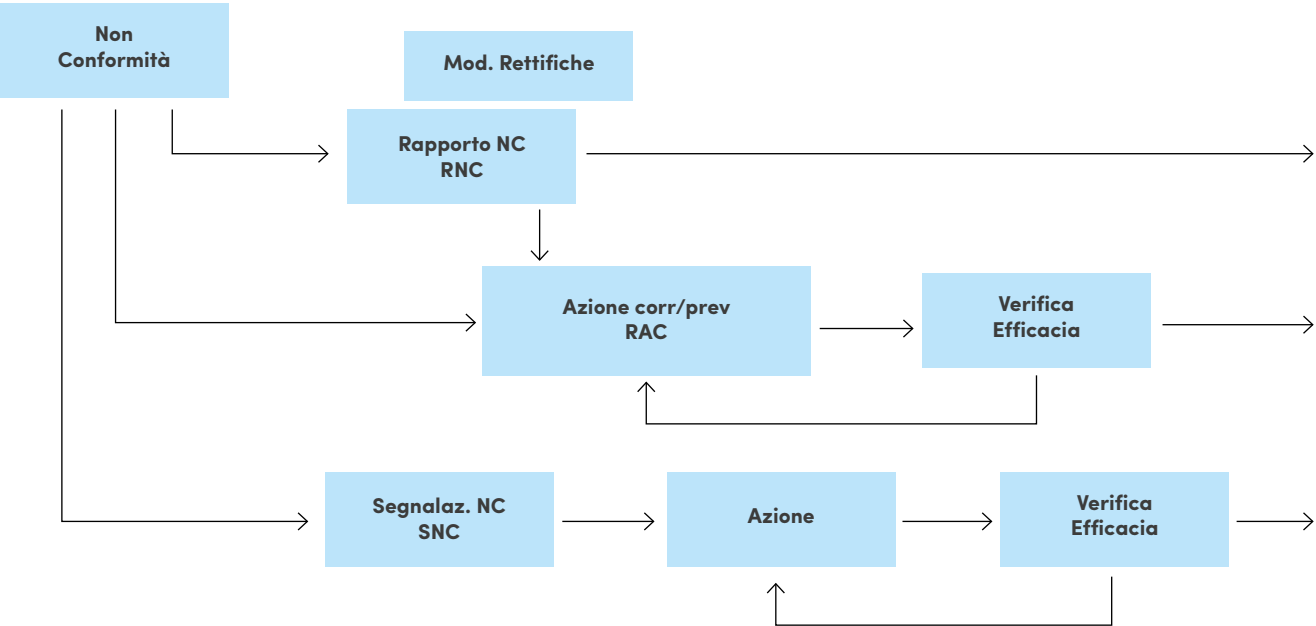 Non
Conformità
Mod. Rettifiche
Rapporto NC
RNC
Azione corr/prev
RAC
Verifica
Efficacia
Segnalaz. NC
SNC
Azione
Verifica
Efficacia